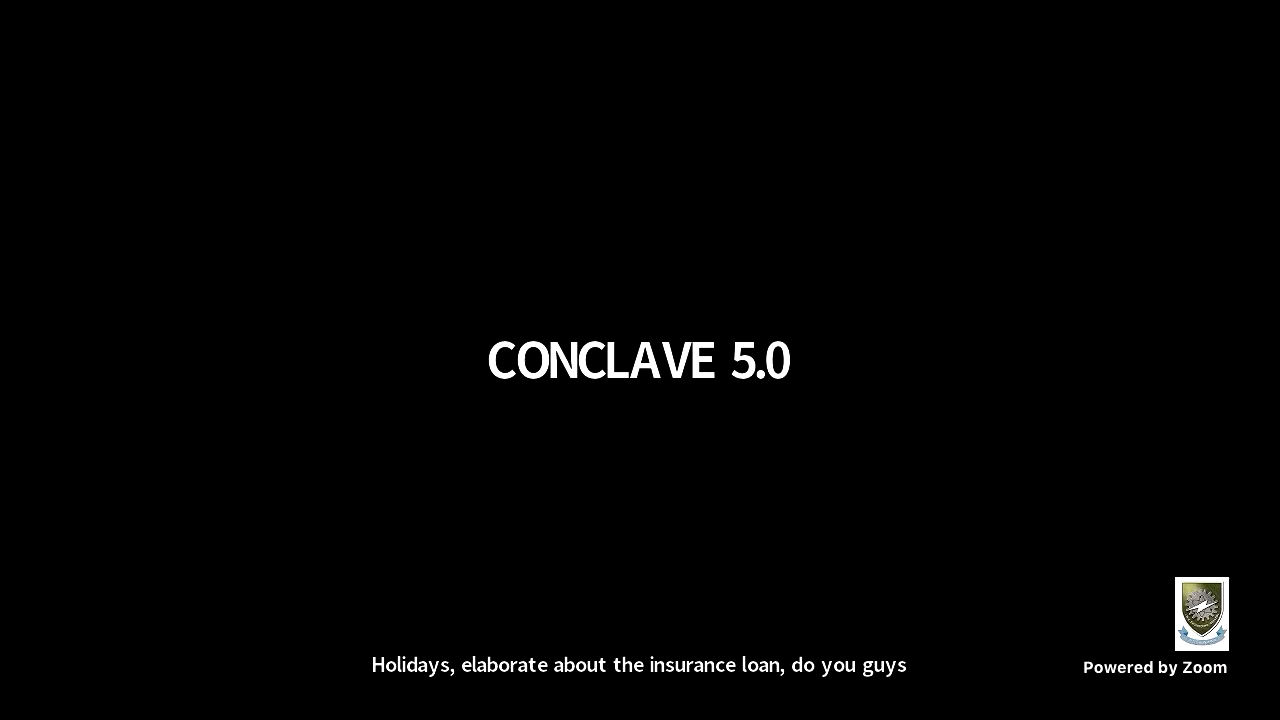 CONCLAVE 5.0
Holidays, elaborate about the insurance loan, do you guys
Powered by Zoom